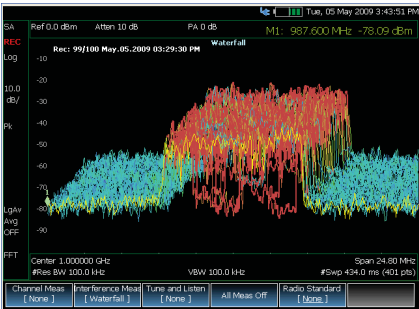 Tue, 05 May 2009 3:43:51 PM
SA Ref 0.0 dBm Atten 10 dB PA 0 dB M1: 987.600 MHz -78.09 dBm
REC
Rec: 99/100 May.05.2009 03:29:30 PM Waterfall
Log
-10
-20
10.0
dB/
-30
-40
Pk
-50
-60
-70
1
-80
LgAv
Avg
OFF
-90
FFT
Center 1.000000 GHz Span 24.80 MHz
#Res BW 100.0 kHz VBW 100.0 kHz #Swp 434.0 ms (401 pts)
Channel Meas Interference Meas Tune and Listen All Meas Off Radio Standard
[ None ] [ Waterfall ] [ None ] [ None ]